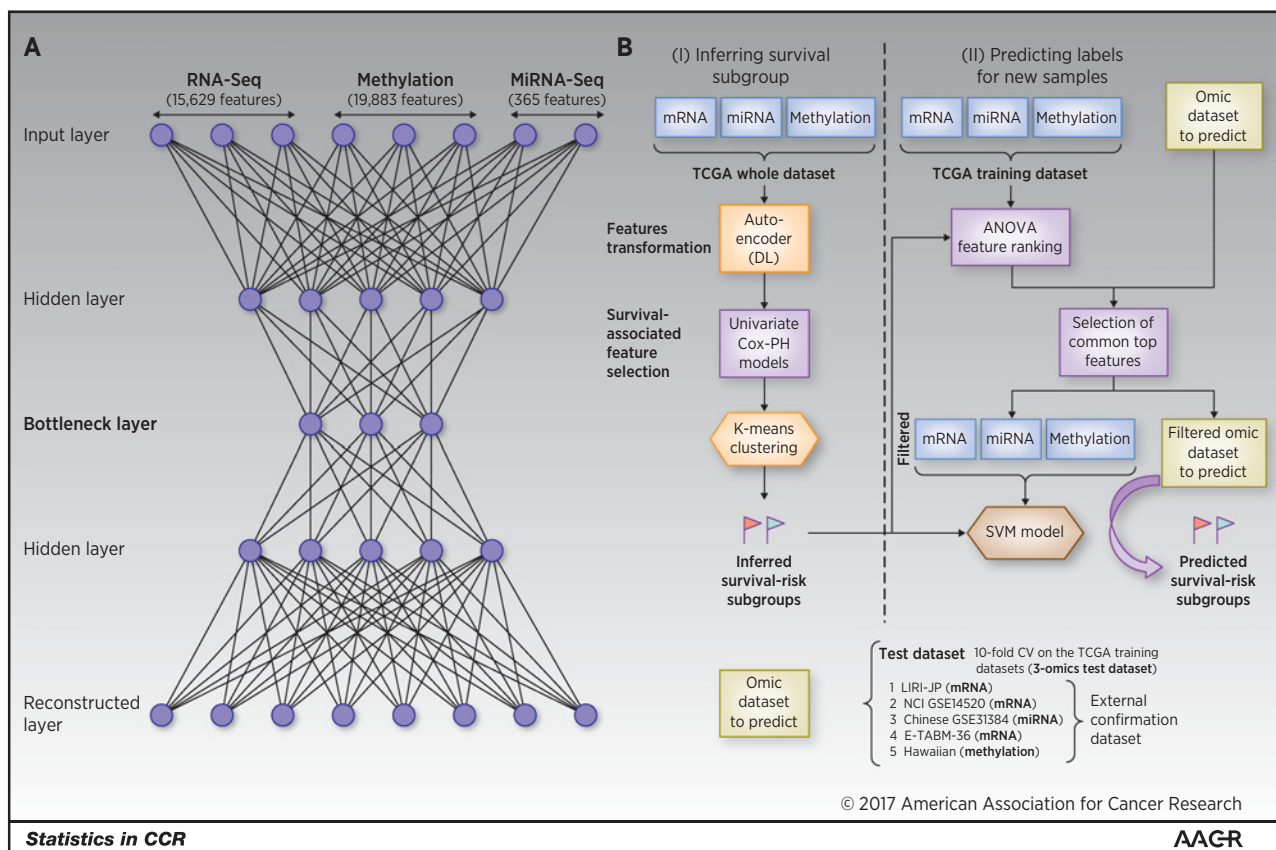 A
RNA-Seq
(15,629 features)
Methylation
(19,883 features)
MiRNA-Seq
(365 features)
Input layer
Hidden layer
Bottleneck layer
Hidden layer
Reconstructed
layer
B
(I) Inferring survival
subgroup
mRNA
miRNA
Methylation
TCGA whole dataset
Features
transformation
Auto-
encoder
(DL)
Survival-
associated
feature
selection
Univariate
Cox-PH
models
K-means
clustering
Inferred
survival-risk
subgroups
(II) Predicting labels
for new samples
mRNA
miRNA
Methylation
TCGA training dataset
Omic
dataset
to predict
ANOVA
feature ranking
Selection of
common top
features
Filtered
mRNA
miRNA
Methylation
Filtered omic
dataset
to predict
SVM model
Predicted
survival-risk
subgroups
Omic
dataset
to predict
Test dataset 10-fold CV on the TCGA training
datasets (3-omics test dataset)
1 LIRI-JP (mRNA)
2 NCI GSE14520 (mRNA)
3 Chinese GSE31384 (miRNA)
4 E-TABM-36 (mRNA)
5 Hawaiian (methylation)
External
confirmation
dataset
© 2017 American Association for Cancer Research
Statistics in CCR
AACR